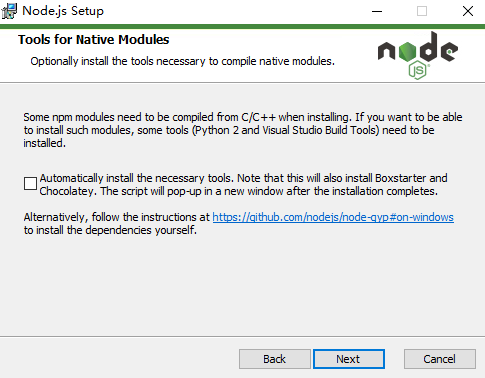 Node.js Setup
Tools for Native Modules
Optionally install the tools necessary to compile native modules.
node
JS
Some npm modules need to be compiled from C/C++ when installing. If you want to be able
to install such modules, some tools (Python 2 and Visual Studio Build Tools) need to be
installed.
Automatically install the necessary tools. Note that this will also install Boxstarter and
Chocolatey. The script will pop-up in a new window after the installation completes.
Alternatively, follow the instructions at https://github.com/nodejs/node-gyp#on-windows
to install the dependencies yourself.
Back
Next
Cancel